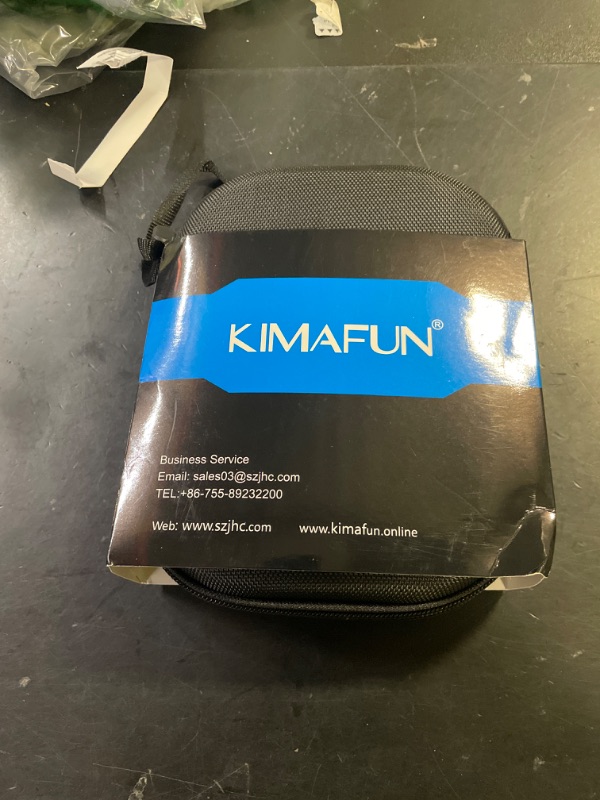 KIMAFUN®
Business Service
Email: sales03@szjhc.com
TEL:+86-755-89232200
Web: www.szjhc.com www.kimafun.online